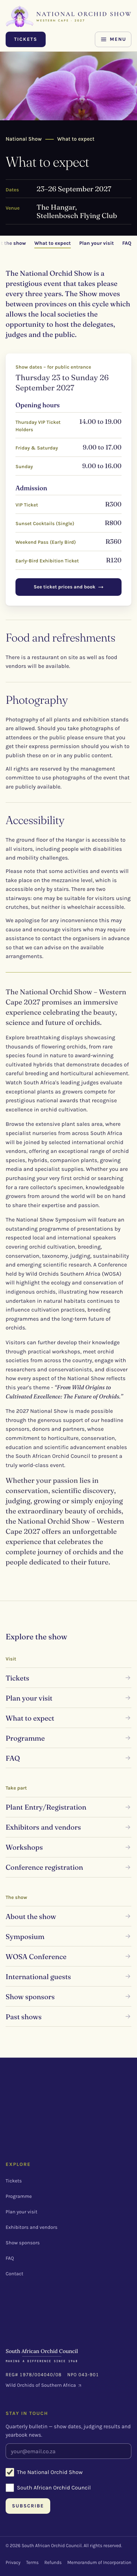 NATIONAL ORCHID SHOW
WESTERN CAPE · 2027
TICKETS
MENU
National Show — What to expect
What to expect
Dates 23–26 September 2027
Venue The Hangar,
Stellenbosch Flying Club
the show What to expect Plan your visit FAQ
The National Orchid Show is a
prestigious event that takes place
every three years. The Show moves
between provinces on this cycle which
allows the local societies the
opportunity to host the delegates,
judges and the public.
Show dates – for public entrance
Thursday 23 to Sunday 26
September 2027
Opening hours
Thursday VIP Ticket
Holders 14.00 to 19.00
Friday & Saturday 9.00 to 17.00
Sunday 9.00 to 16.00
Admission
VIP Ticket R500
Sunset Cocktails (Single) R800
Weekend Pass (Early Bird) R360
Early-Bird Exhibition Ticket R120
See ticket prices and book →
Food and refreshments
There is a restaurant on site as well as food
vendors will be available.
Photography
Photography of all plants and exhibition stands
are allowed. Should you take photographs of
attendees or the public please ensure that you
get their express permission should you wish to
publish these on or in any public content.
All rights are reserved by the management
committee to use photographs of the event that
are publicly available.
Accessibility
The ground floor of the Hangar is accessible to
all visitors, including people with disabilities
and mobility challenges.
Please note that some activities and events will
take place on the mezzanine level, which is
accessible only by stairs. There are two
stairways: one may be suitable for visitors using
crutches, but neither is wheelchair accessible.
We apologise for any inconvenience this may
cause and encourage visitors who may require
assistance to contact the organisers in advance
so that we can advise on the available
arrangements.
The National Orchid Show – Western
Cape 2027 promises an immersive
experience celebrating the beauty,
science and future of orchids.
Explore breathtaking displays showcasing
thousands of flowering orchids, from rare
species in their natural form to extraordinary
hybrids that demonstrate decades of careful
careful breeding and horticultural achievement.
South Africa's leading judges evaluate
exceptional plants to an international standard,
presenting awards that recognise
excellence in orchid cultivation.
Browse the extensive plant sales area, where
specialist nurseries from across South Africa
will be joined by selected international vendors,
offering an exceptional range of orchid species,
hybrids, companion plants, growing
media and specialist supplies. Whether you are
purchasing your very first orchid or searching
for a collector's specimen, knowledgeable
growers from around the world will be there
to share their expertise and passion.
The National Show Symposium will feature an
inspiring programme of presentations by
respected local and international speakers
covering orchid cultivation, breeding,
conservation, taxonomy, judging, sustainability
and emerging scientific research. A Conference
hosted by Wild Orchids South Africa (WOSA)
will highlight the ecology and conservation of
indigenous orchids, illustrating how research
undertaken in natural habitats continues to
influence cultivation practices, breeding
programmes and the long-term future of
orchids.
Visitors can further develop their knowledge
through practical workshops, meet orchid
societies from across the country, engage with
growers and exhibitors, and discover
how every aspect of the National Show reflects
this year's theme - "From Wild Origins to
Cultivated Excellence: The Future of Orchids."
The 2027 National Show is made possible
through the generous support of our headline
sponsors, donors and partners, whose
commitment to horticulture, conservation,
education and scientific advancement enables
the South African Orchid Council to present a
truly world-class event.
Whether your passion lies in
conservation, scientific discovery,
judging, growing or simply enjoying
the extraordinary beauty of orchids,
the National Orchid Show – Western
Cape 2027 offers an unforgettable
experience that will bring together
people dedicated to their future.
Explore the show
Visit
Tickets →
Plan your visit →
What to expect →
Programme →
FAQ →
Take part
Plant Entry/Registration →
Exhibitors and vendors →
Workshops →
Conference registration →
The show
About the show →
Symposium →
WOSA Conference →
International guests →
Show sponsors →
Past shows →
EXPLORE
Tickets
Programme
Plan your visit
Exhibitors and vendors
Show sponsors
FAQ
Contact
South African Orchid Council
MAKING A DIFFERENCE SINCE 1968
REG# 1978/004040/08 NPO 043-901
Wild Orchids of Southern Africa
STAY IN TOUCH
Quarterly bulletin — show dates, judging results and
yearbook news.
your@email.co.za
The National Orchid Show
South African Orchid Council
SUBSCRIBE
© 2026 South African Orchid Council. All rights reserved.
Privacy Terms Refunds Memorandum of Incorporation